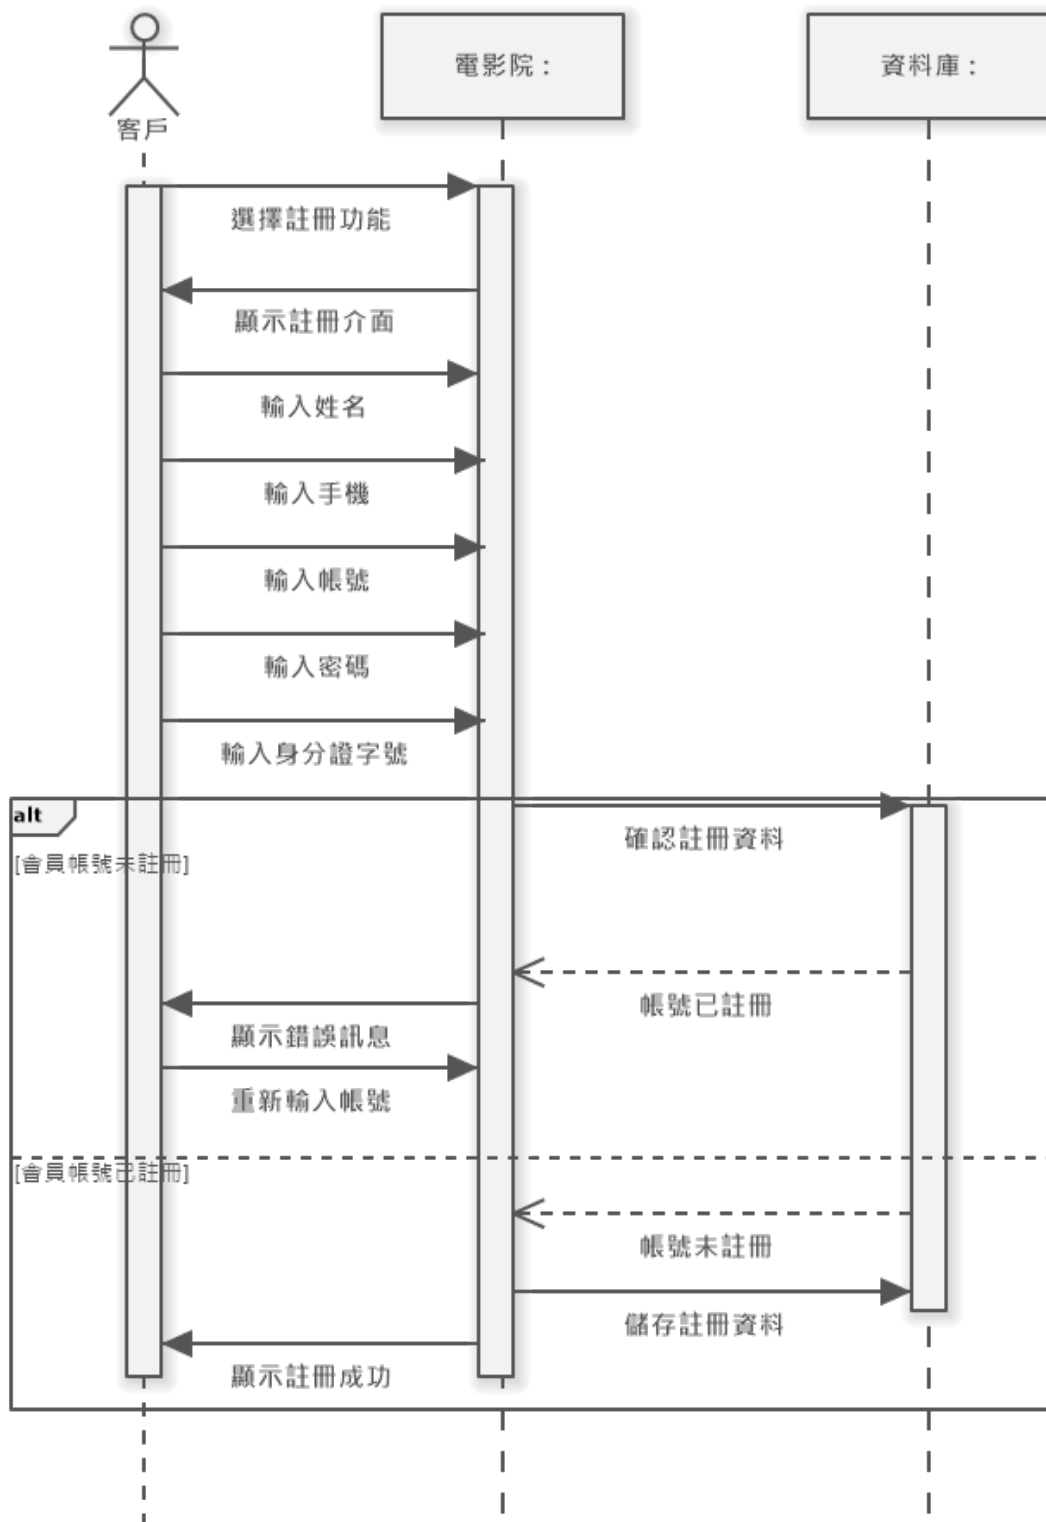 客戶
電影院：
資料庫：
選擇註冊功能
顯示註冊介面
輸入姓名
輸入手機
輸入帳號
輸入密碼
輸入身分證字號
alt
確認註冊資料
[會員帳號未註冊]
帳號已註冊
顯示錯誤訊息
重新輸入帳號
[會員帳號已註冊]
帳號未註冊
儲存註冊資料
顯示註冊成功